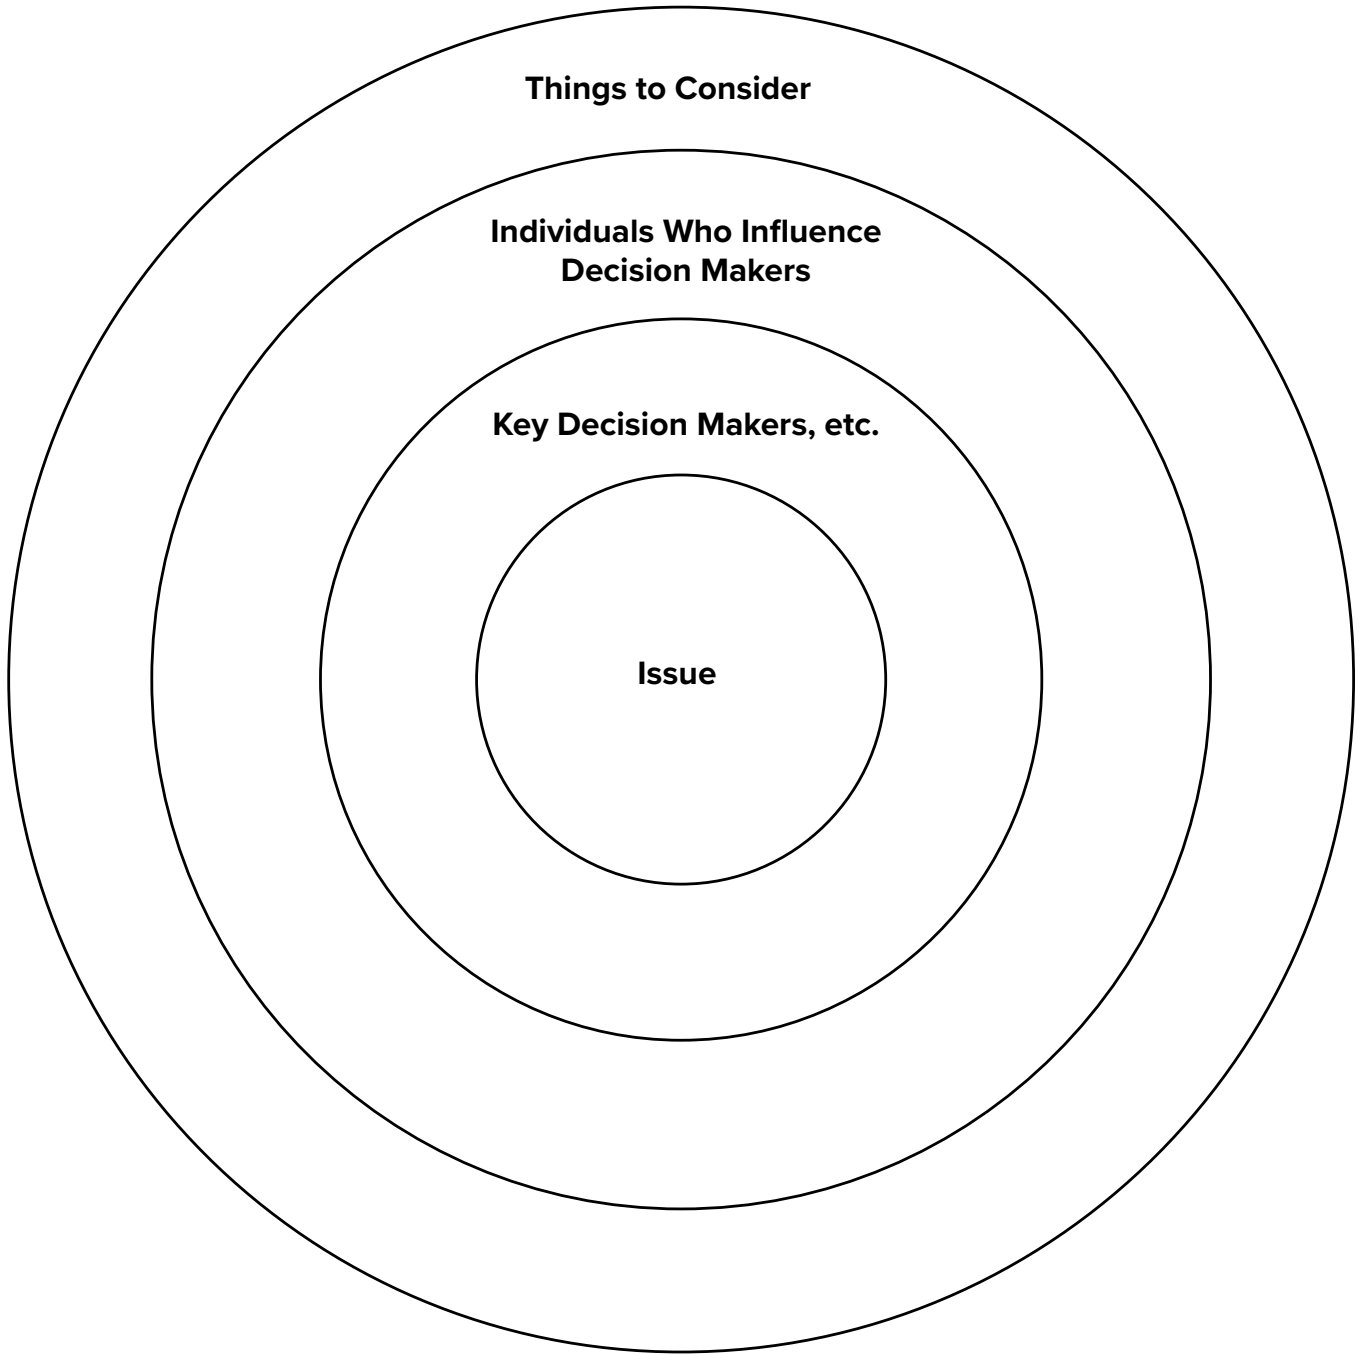 Things to Consider
Individuals Who Influence
Decision Makers
Key Decision Makers, etc.
Issue